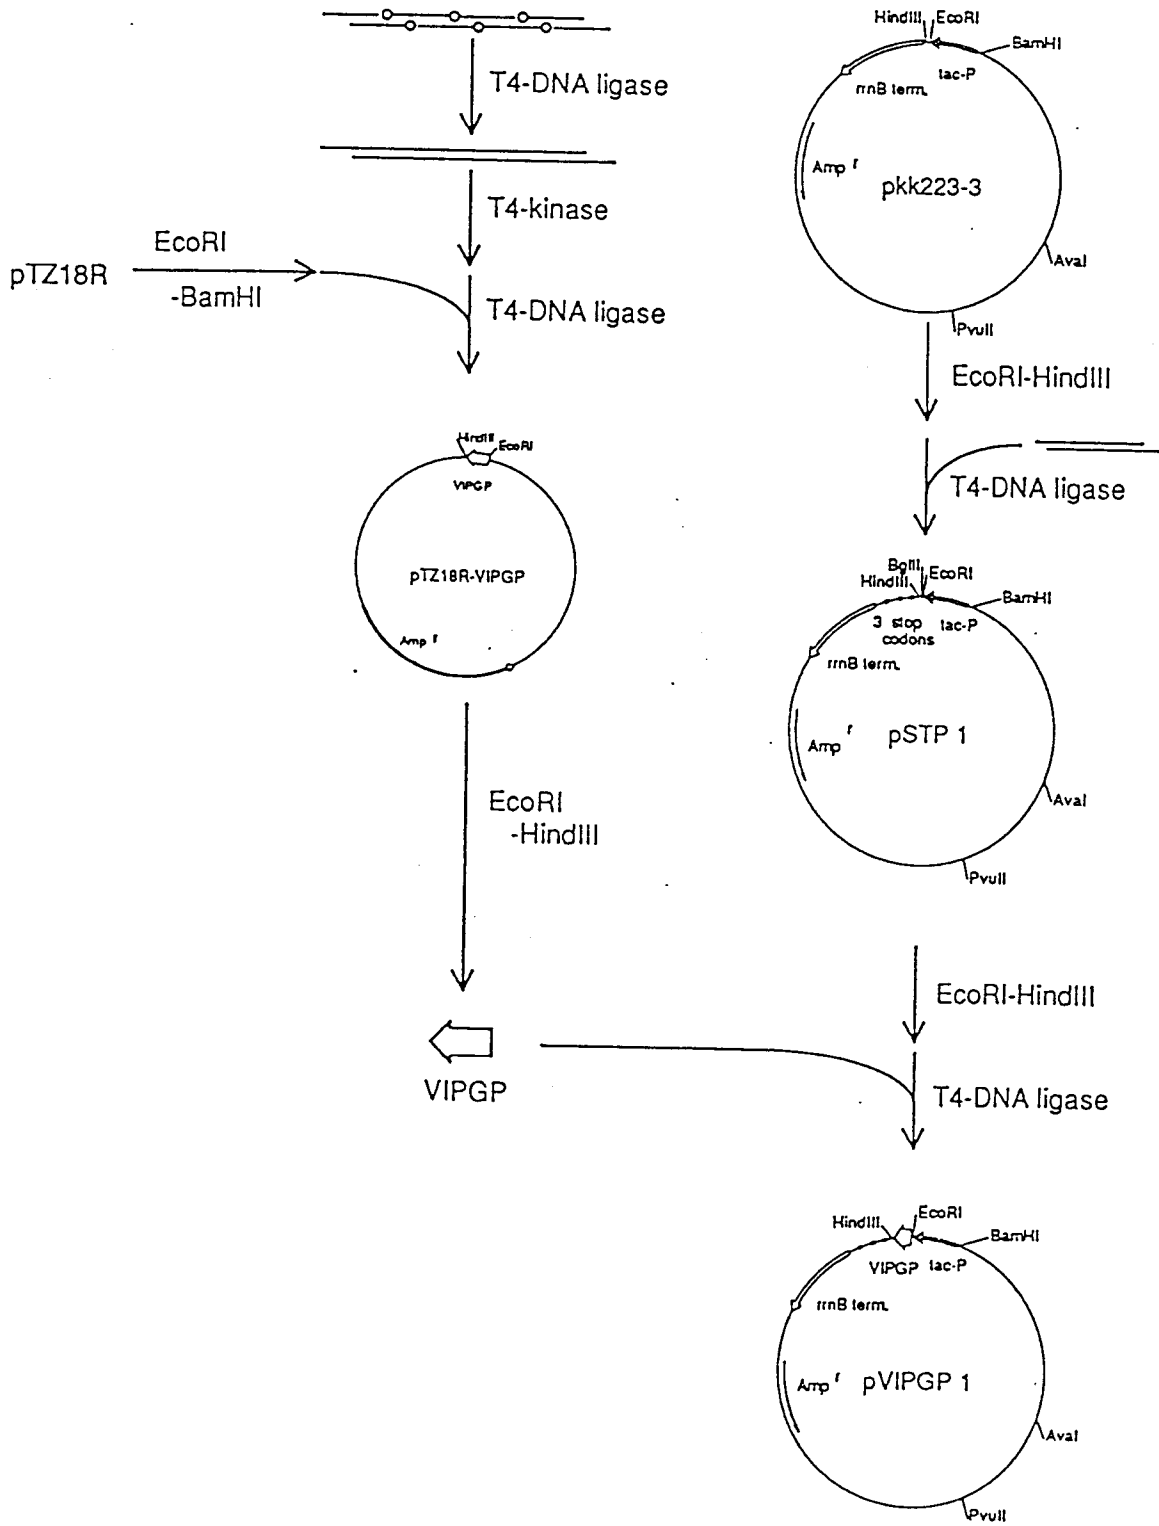 T4-DNA ligase
T4-kinase
pTZ18R
EcoRI
-BamHI
T4-DNA ligase
HindIII
EcoRI
VIPGP
pTZ18R-VIPGP
Amp r
EcoRI
-HindIII
VIPGP
HindIII
EcoRI
BamHI
tac-P
rrnB term.
Amp r
pkk223-3
AvaI
PvuII
EcoRI-HindIII
T4-DNA ligase
BglII
HindIII
EcoRI
BamHI
3 stop
codons
tac-P
rrnB term.
Amp r
pSTP 1
AvaI
PvuII
EcoRI-HindIII
T4-DNA ligase
HindIII
EcoRI
BamHI
VIPGP
tac-P
rrnB term.
Amp r
pVIPGP 1
AvaI
PvuII